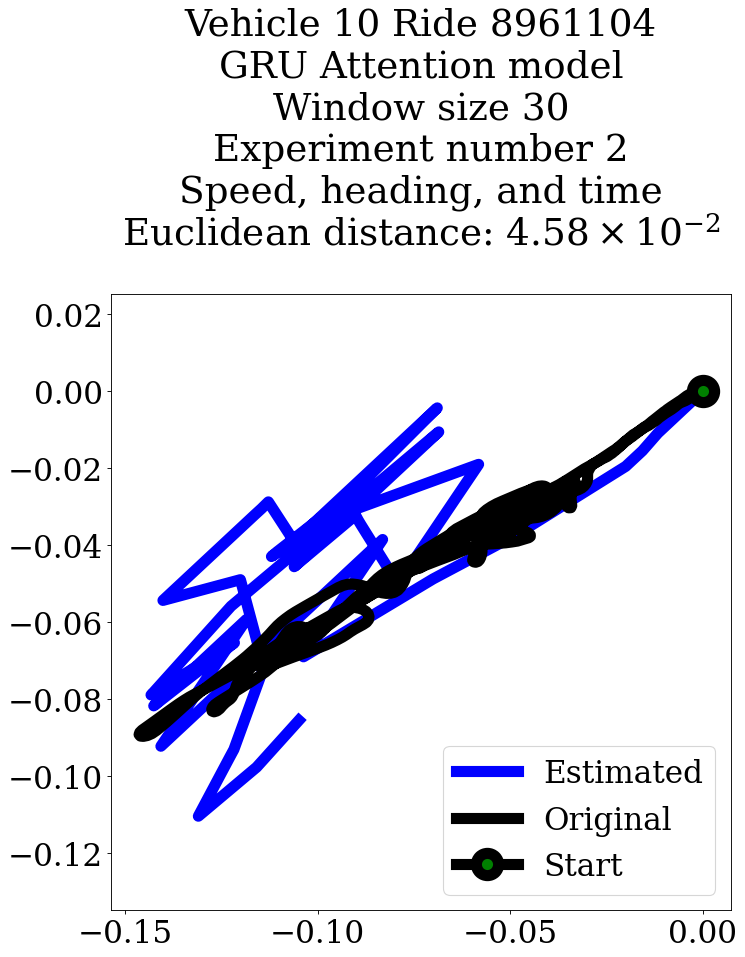 Vehicle 10 Ride 8961104
GRU Attention model
Window size 30
Experiment number 2
Speed, heading, and time
Euclidean distance: 4.58 × 10⁻²
0.02
0.00
−0.02
−0.04
−0.06
−0.08
−0.10
−0.12
Estimated
Original
Start
−0.15
−0.10
−0.05
0.00